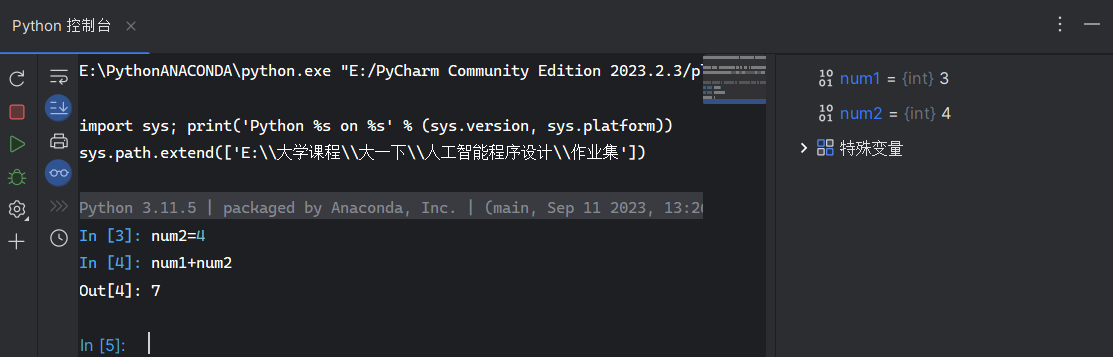 Python 控制台
E:\PythonANACONDA\python.exe "E:/PyCharm Community Edition 2023.2.3/pl
import sys; print('Python %s on %s' % (sys.version, sys.platform))
sys.path.extend(['E:\\大学课程\\大一下\\人工智能程序设计\\作业集'])
Python 3.11.5 | packaged by Anaconda, Inc. | (main, Sep 11 2023, 13:26
In [3]: num2=4
In [4]: num1+num2
Out[4]: 7
In [5]:
num1 = {int} 3
num2 = {int} 4
特殊变量